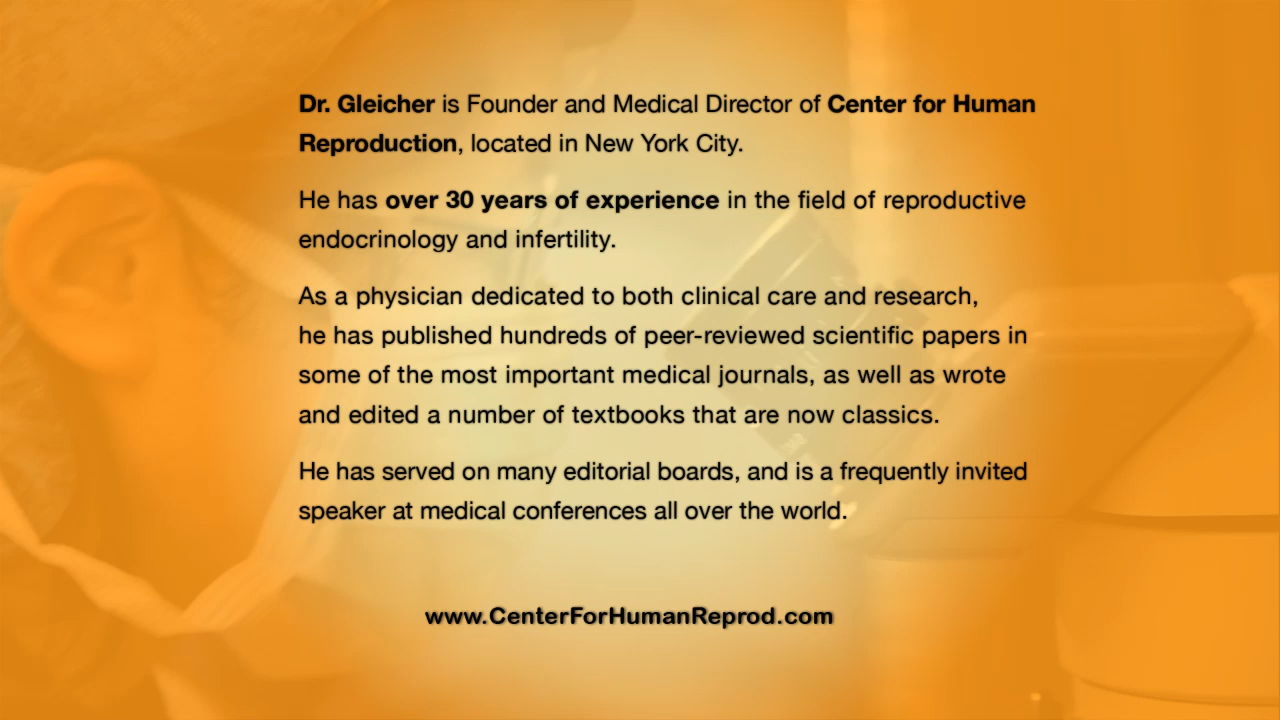 Dr. Gleicher is Founder and Medical Director of Center for Human
Reproduction, located in New York City.
He has over 30 years of experience in the field of reproductive
endocrinology and infertility.
As a physician dedicated to both clinical care and research,
he has published hundreds of peer-reviewed scientific papers in
some of the most important medical journals, as well as wrote
and edited a number of textbooks that are now classics.
He has served on many editorial boards, and is a frequently invited
speaker at medical conferences all over the world.
www.CenterForHumanReprod.com